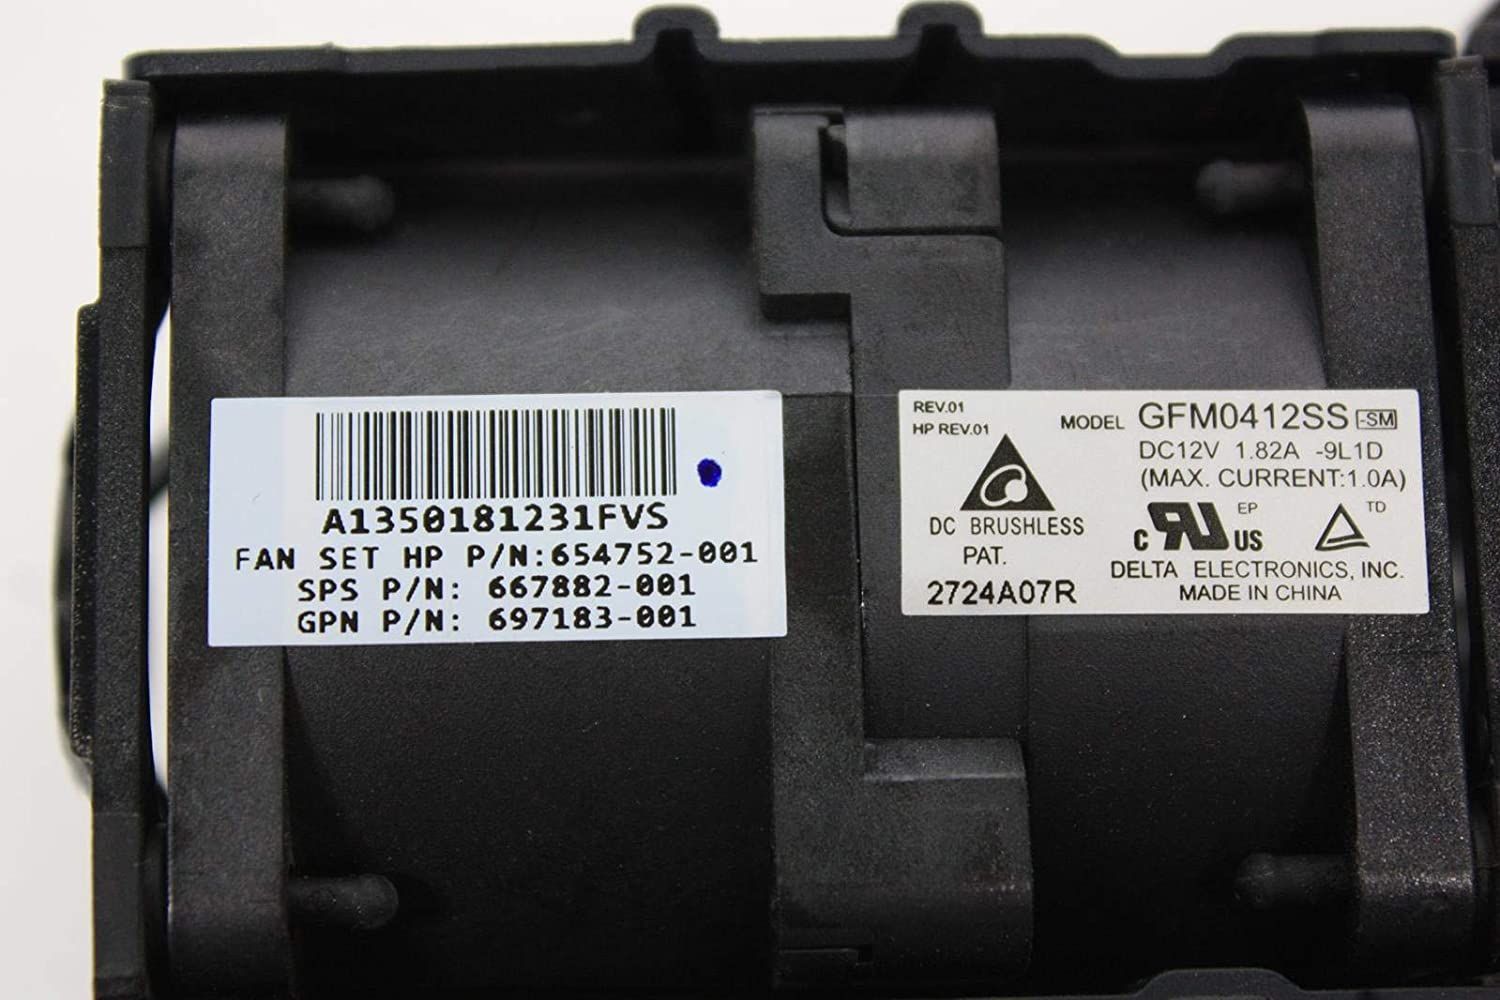 A1350181231FVS
FAN SET HP P/N:654752-001
SPS P/N: 667882-001
GPN P/N: 697183-001
REV.01
HP REV.01
MODEL GFM0412SS -SM
DC12V 1.82A -9L1D
(MAX. CURRENT:1.0A)
DC BRUSHLESS
PAT.
2724A07R
c RU US EP
TD
DELTA ELECTRONICS, INC.
MADE IN CHINA